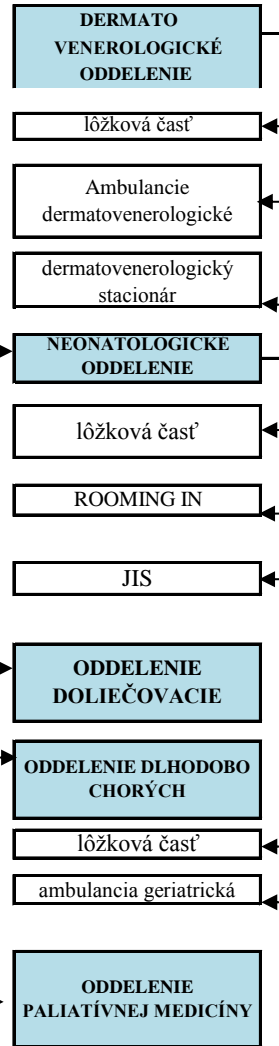 DERMATO
VENEROLOGICKÉ
ODDELENIE
lôžková časť
Ambulancie
dermatovenerologické
dermatovenerologický
stacionár
NEONATOLOGICKÉ
ODDELENIE
lôžková časť
ROOMING IN
JIS
ODDELENIE
DOLIEČOVACIE
ODDELENIE DLHODOBO
CHORÝCH
lôžková časť
ambulancia geriatrická
ODDELENIE
PALIATÍVNEJ MEDICÍNY